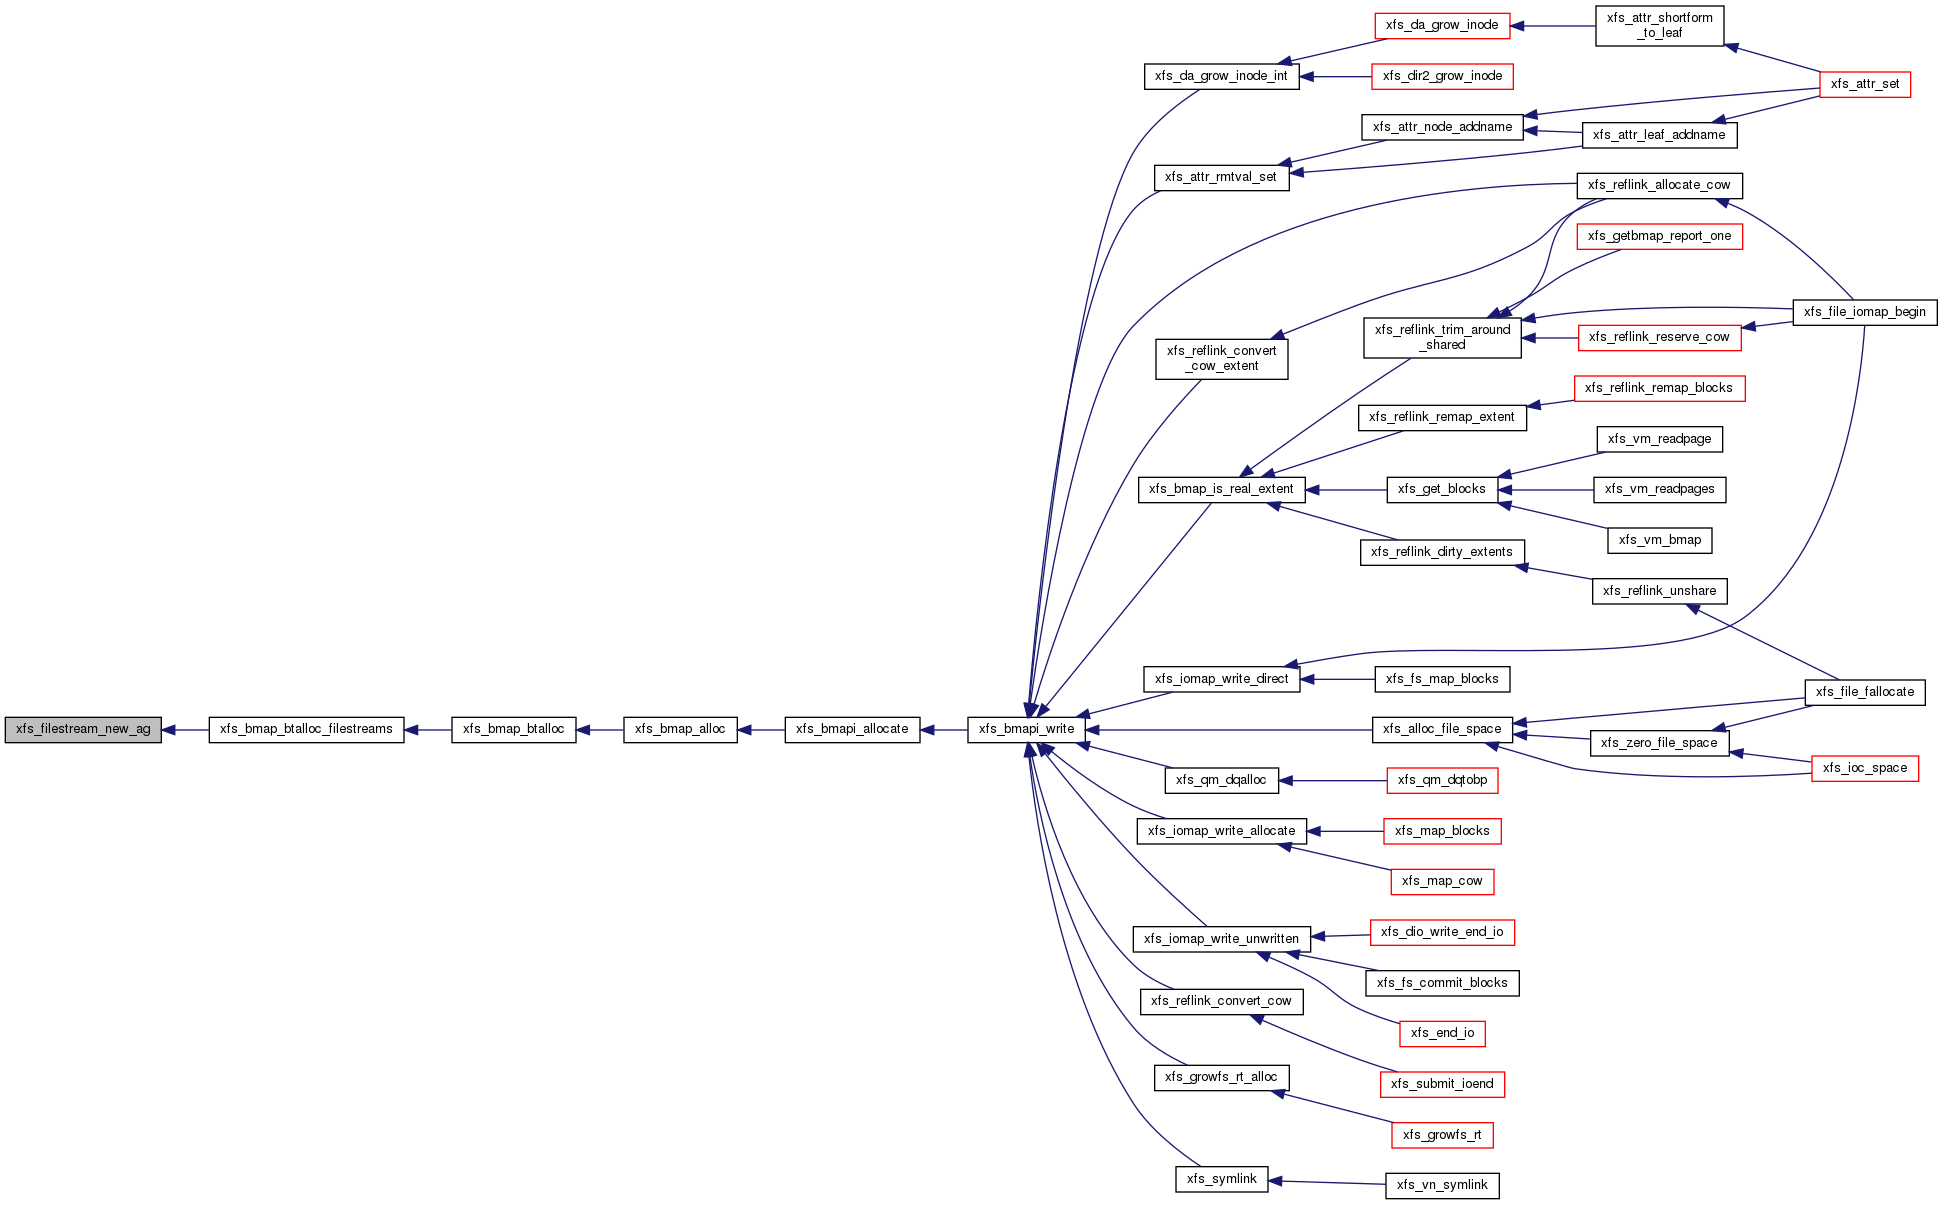 xfs_filestream_new_ag
xfs_bmap_btalloc_filestreams
xfs_bmap_btalloc
xfs_bmap_alloc
xfs_bmapi_allocate
xfs_bmapi_write
xfs_da_grow_inode_int
xfs_attr_rmtval_set
xfs_reflink_convert
_cow_extent
xfs_bmap_is_real_extent
xfs_iomap_write_direct
xfs_qm_dqalloc
xfs_iomap_write_allocate
xfs_iomap_write_unwritten
xfs_reflink_convert_cow
xfs_growfs_rt_alloc
xfs_symlink
xfs_da_grow_inode
xfs_dir2_grow_inode
xfs_attr_node_addname
xfs_reflink_trim_around
_shared
xfs_reflink_remap_extent
xfs_get_blocks
xfs_reflink_dirty_extents
xfs_fs_map_blocks
xfs_alloc_file_space
xfs_qm_dqtobp
xfs_map_blocks
xfs_map_cow
xfs_dio_write_end_io
xfs_fs_commit_blocks
xfs_end_io
xfs_submit_ioend
xfs_growfs_rt
xfs_vn_symlink
xfs_attr_shortform
_to_leaf
xfs_attr_leaf_addname
xfs_reflink_allocate_cow
xfs_getbmap_report_one
xfs_reflink_reserve_cow
xfs_reflink_remap_blocks
xfs_vm_readpage
xfs_vm_readpages
xfs_vm_bmap
xfs_reflink_unshare
xfs_zero_file_space
xfs_attr_set
xfs_file_iomap_begin
xfs_file_fallocate
xfs_ioc_space